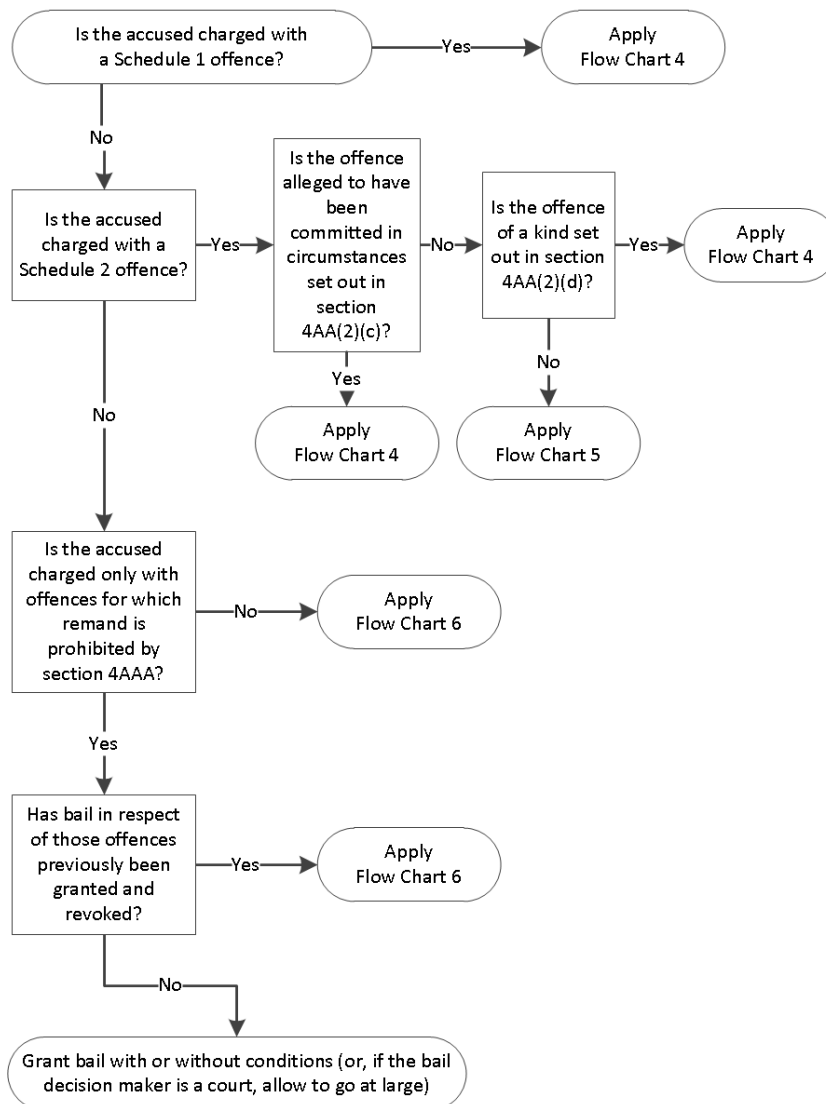 Is the accused charged with
a Schedule 1 offence?
Yes
Apply
Flow Chart 4
No
Is the accused
charged with a
Schedule 2 offence?
Yes
Is the offence
alleged to have
been
committed in
circumstances
set out in
section
4AA(2)(c)?
No
Is the offence
of a kind set
out in section
4AA(2)(d)?
Yes
Apply
Flow Chart 4
Yes
Apply
Flow Chart 4
No
Apply
Flow Chart 5
No
Is the accused
charged only with
offences for which
remand is
prohibited by
section 4AAA?
No
Apply
Flow Chart 6
Yes
Has bail in respect
of those offences
previously been
granted and
revoked?
Yes
Apply
Flow Chart 6
No
Grant bail with or without conditions (or, if the bail
decision maker is a court, allow to go at large)